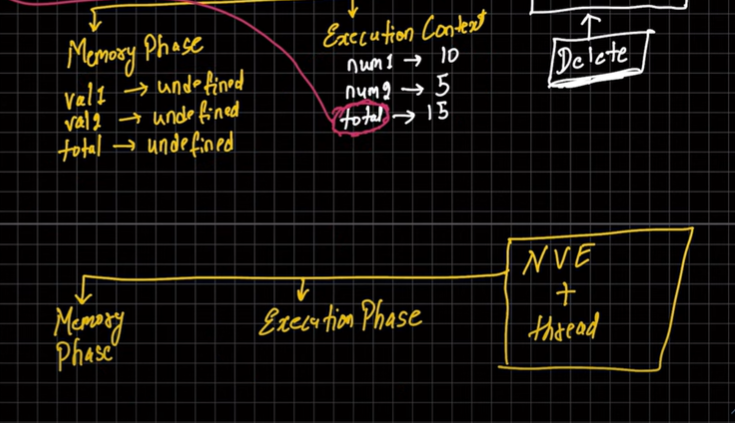 Memory Phase
val1 → undefined
val2 → undefined
total → undefined
Execution Context
num1 → 10
num2 → 5
total → 15
Delete
NVE
+
thread
Memory
Phase
Execution Phase